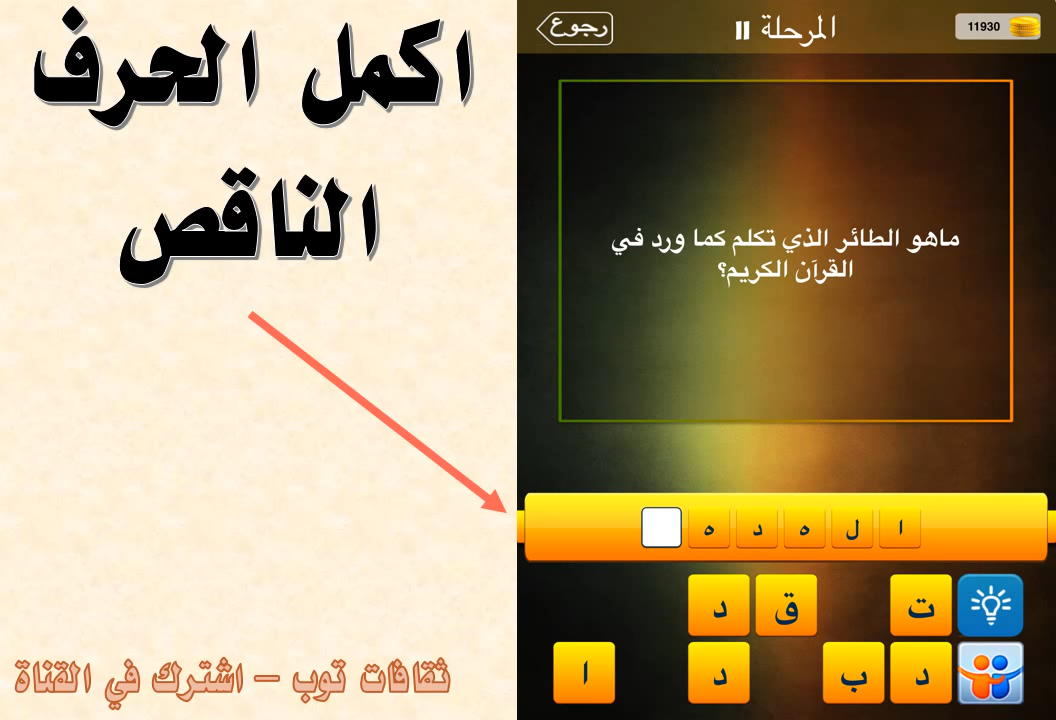 اكمل الحرف
الناقص
ثقافات توب – اشترك في القناة
رجوع
المرحلة 11
11930
ماهو الطائر الذي تكلم كما ورد في
القرآن الكريم؟
ا ل ه د ه
ت ق د
د ب د ا